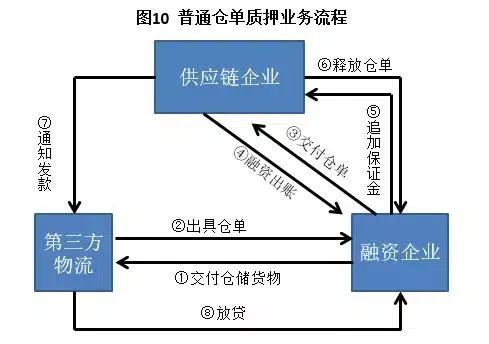 图10 普通仓单质押业务流程
供应链企业
⑥释放仓单
⑦通知发款
③交付仓单
④融资出账
⑤追加保证金
第三方
物流
②出具仓单
融资企业
①交付仓储货物
⑧放贷